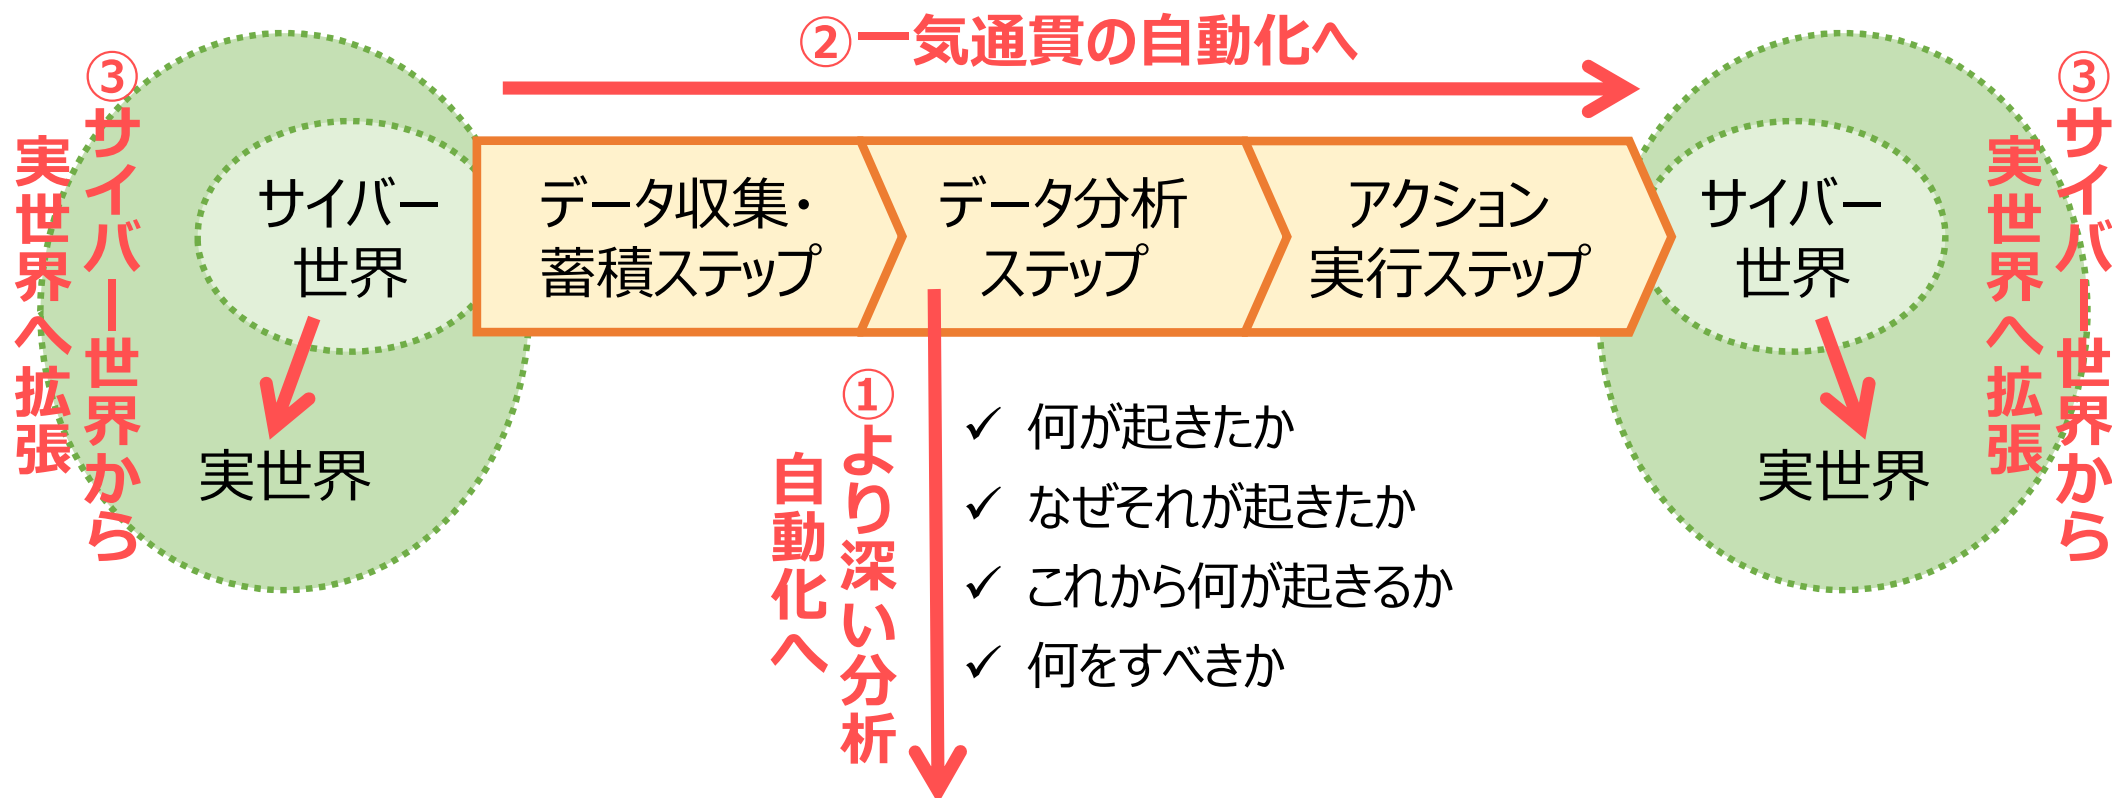 ②一気通貫の自動化へ
③サイバー世界から
実世界へ拡張
サイバー
世界
実世界
データ収集・
蓄積ステップ
データ分析
ステップ
アクション
実行ステップ
サイバー
世界
実世界
③サイバー世界から
実世界へ拡張
①より深い分析
自動化へ
✓ 何が起きたか
✓ なぜそれが起きたか
✓ これから何が起きるか
✓ 何をすべきか